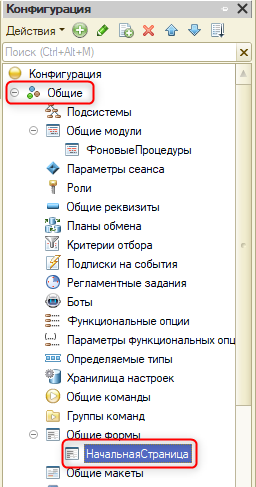 Конфигурация
Действия
Поиск (Ctrl+Alt+M)
Конфигурация
Общие
Подсистемы
Общие модули
ФоновыеПроцедуры
Параметры сеанса
Роли
Общие реквизиты
Планы обмена
Критерии отбора
Подписки на события
Регламентные задания
Боты
Функциональные опции
Параметры функциональных опц
Определяемые типы
Хранилища настроек
Общие команды
Группы команд
Общие формы
НачальнаяСтраница
Общие макеты